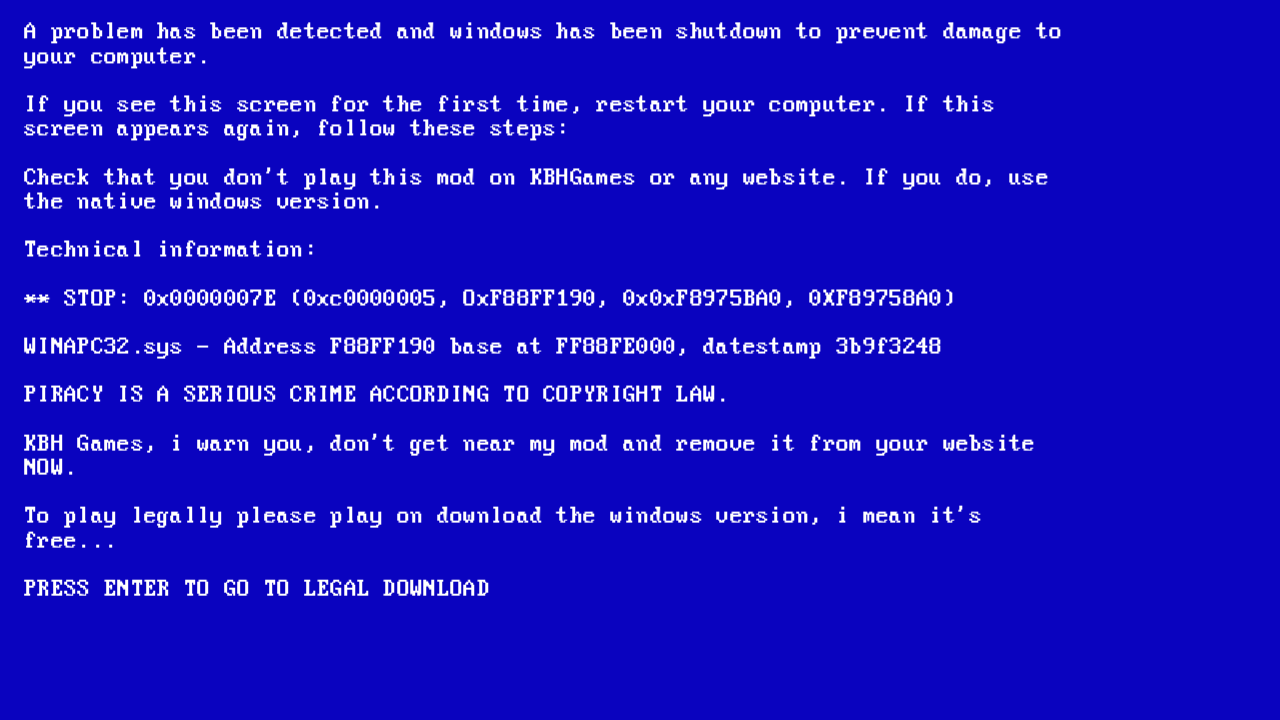 A problem has been detected and windows has been shutdown to prevent damage to
your computer.
If you see this screen for the first time, restart your computer. If this
screen appears again, follow these steps:
Check that you don't play this mod on KBHGames or any website. If you do, use
the native windows version.
Technical information:
** STOP: 0x0000007E (0xc0000005, OxF88FF190, 0x0xF8975BA0, 0XF89758A0)
WINAPC32.sys - Address F88FF190 base at FF88FE000, datestamp 3b9f3248
PIRACY IS A SERIOUS CRIME ACCORDING TO COPYRIGHT LAW.
KBH Games, i warn you, don't get near my mod and remove it from your website
NOW.
To play legally please play on download the windows version, i mean it's
free...
PRESS ENTER TO GO TO LEGAL DOWNLOAD